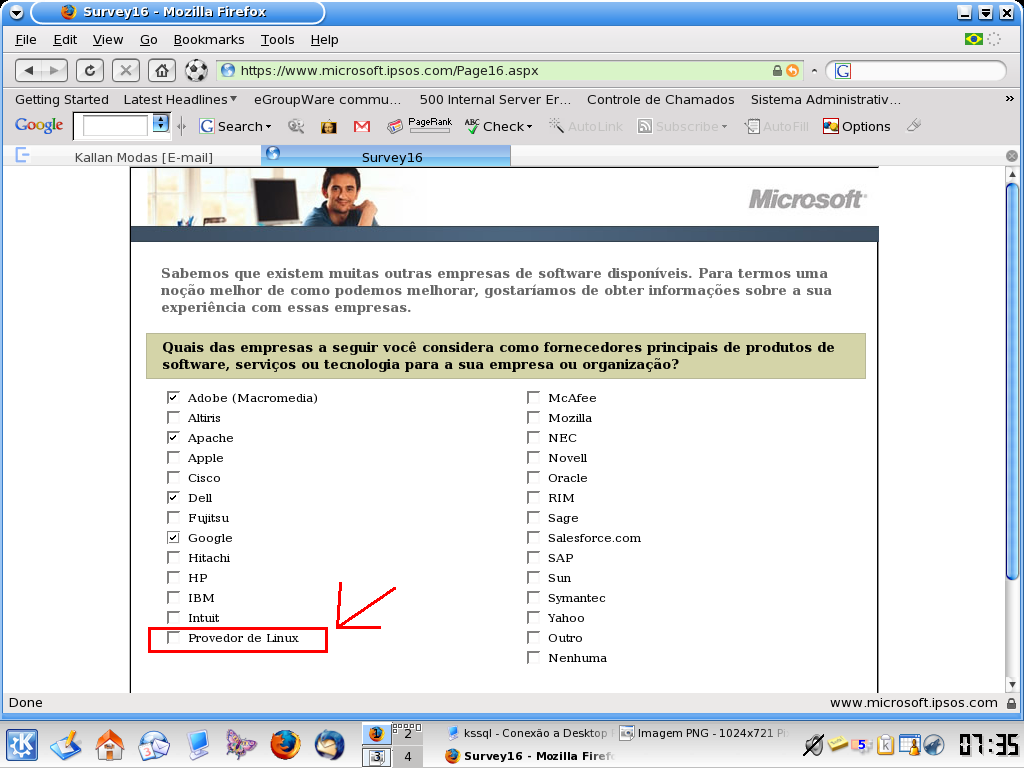 Survey16 - Mozilla Firefox
File Edit View Go Bookmarks Tools Help
https://www.microsoft.ipsos.com/Page16.aspx
G
Getting Started Latest Headlines eGroupWare commu... 500 Internal Server Er... Controle de Chamados Sistema Administrativ... »
Google G Search PageRank ABC Check AutoLink Subscribe AutoFill Options
Kallan Modas [E-mail] Survey16
Microsoft
Sabemos que existem muitas outras empresas de software disponíveis. Para termos uma
noção melhor de como podemos melhorar, gostaríamos de obter informações sobre a sua
experiência com essas empresas.
Quais das empresas a seguir você considera como fornecedores principais de produtos de
software, serviços ou tecnologia para a sua empresa ou organização?
Adobe (Macromedia)
Altiris
Apache
Apple
Cisco
Dell
Fujitsu
Google
Hitachi
HP
IBM
Intuit
Provedor de Linux
McAfee
Mozilla
NEC
Novell
Oracle
RIM
Sage
Salesforce.com
SAP
Sun
Symantec
Yahoo
Outro
Nenhuma
Done www.microsoft.ipsos.com
2 kssql - Conexão a Desktop Imagem PNG - 1024x721
3 4 Survey16 - Mozilla Firef
5 07:35